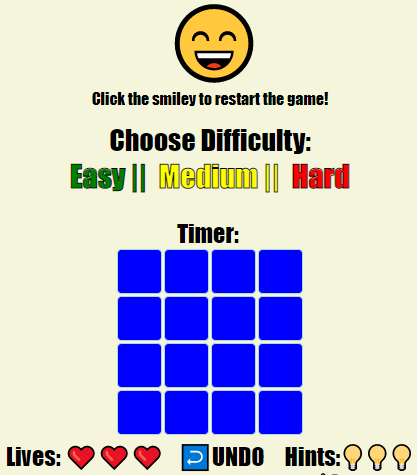 Click the smiley to restart the game!
Choose Difficulty:
Easy || Medium || Hard
Timer:
Lives: UNDO Hints: